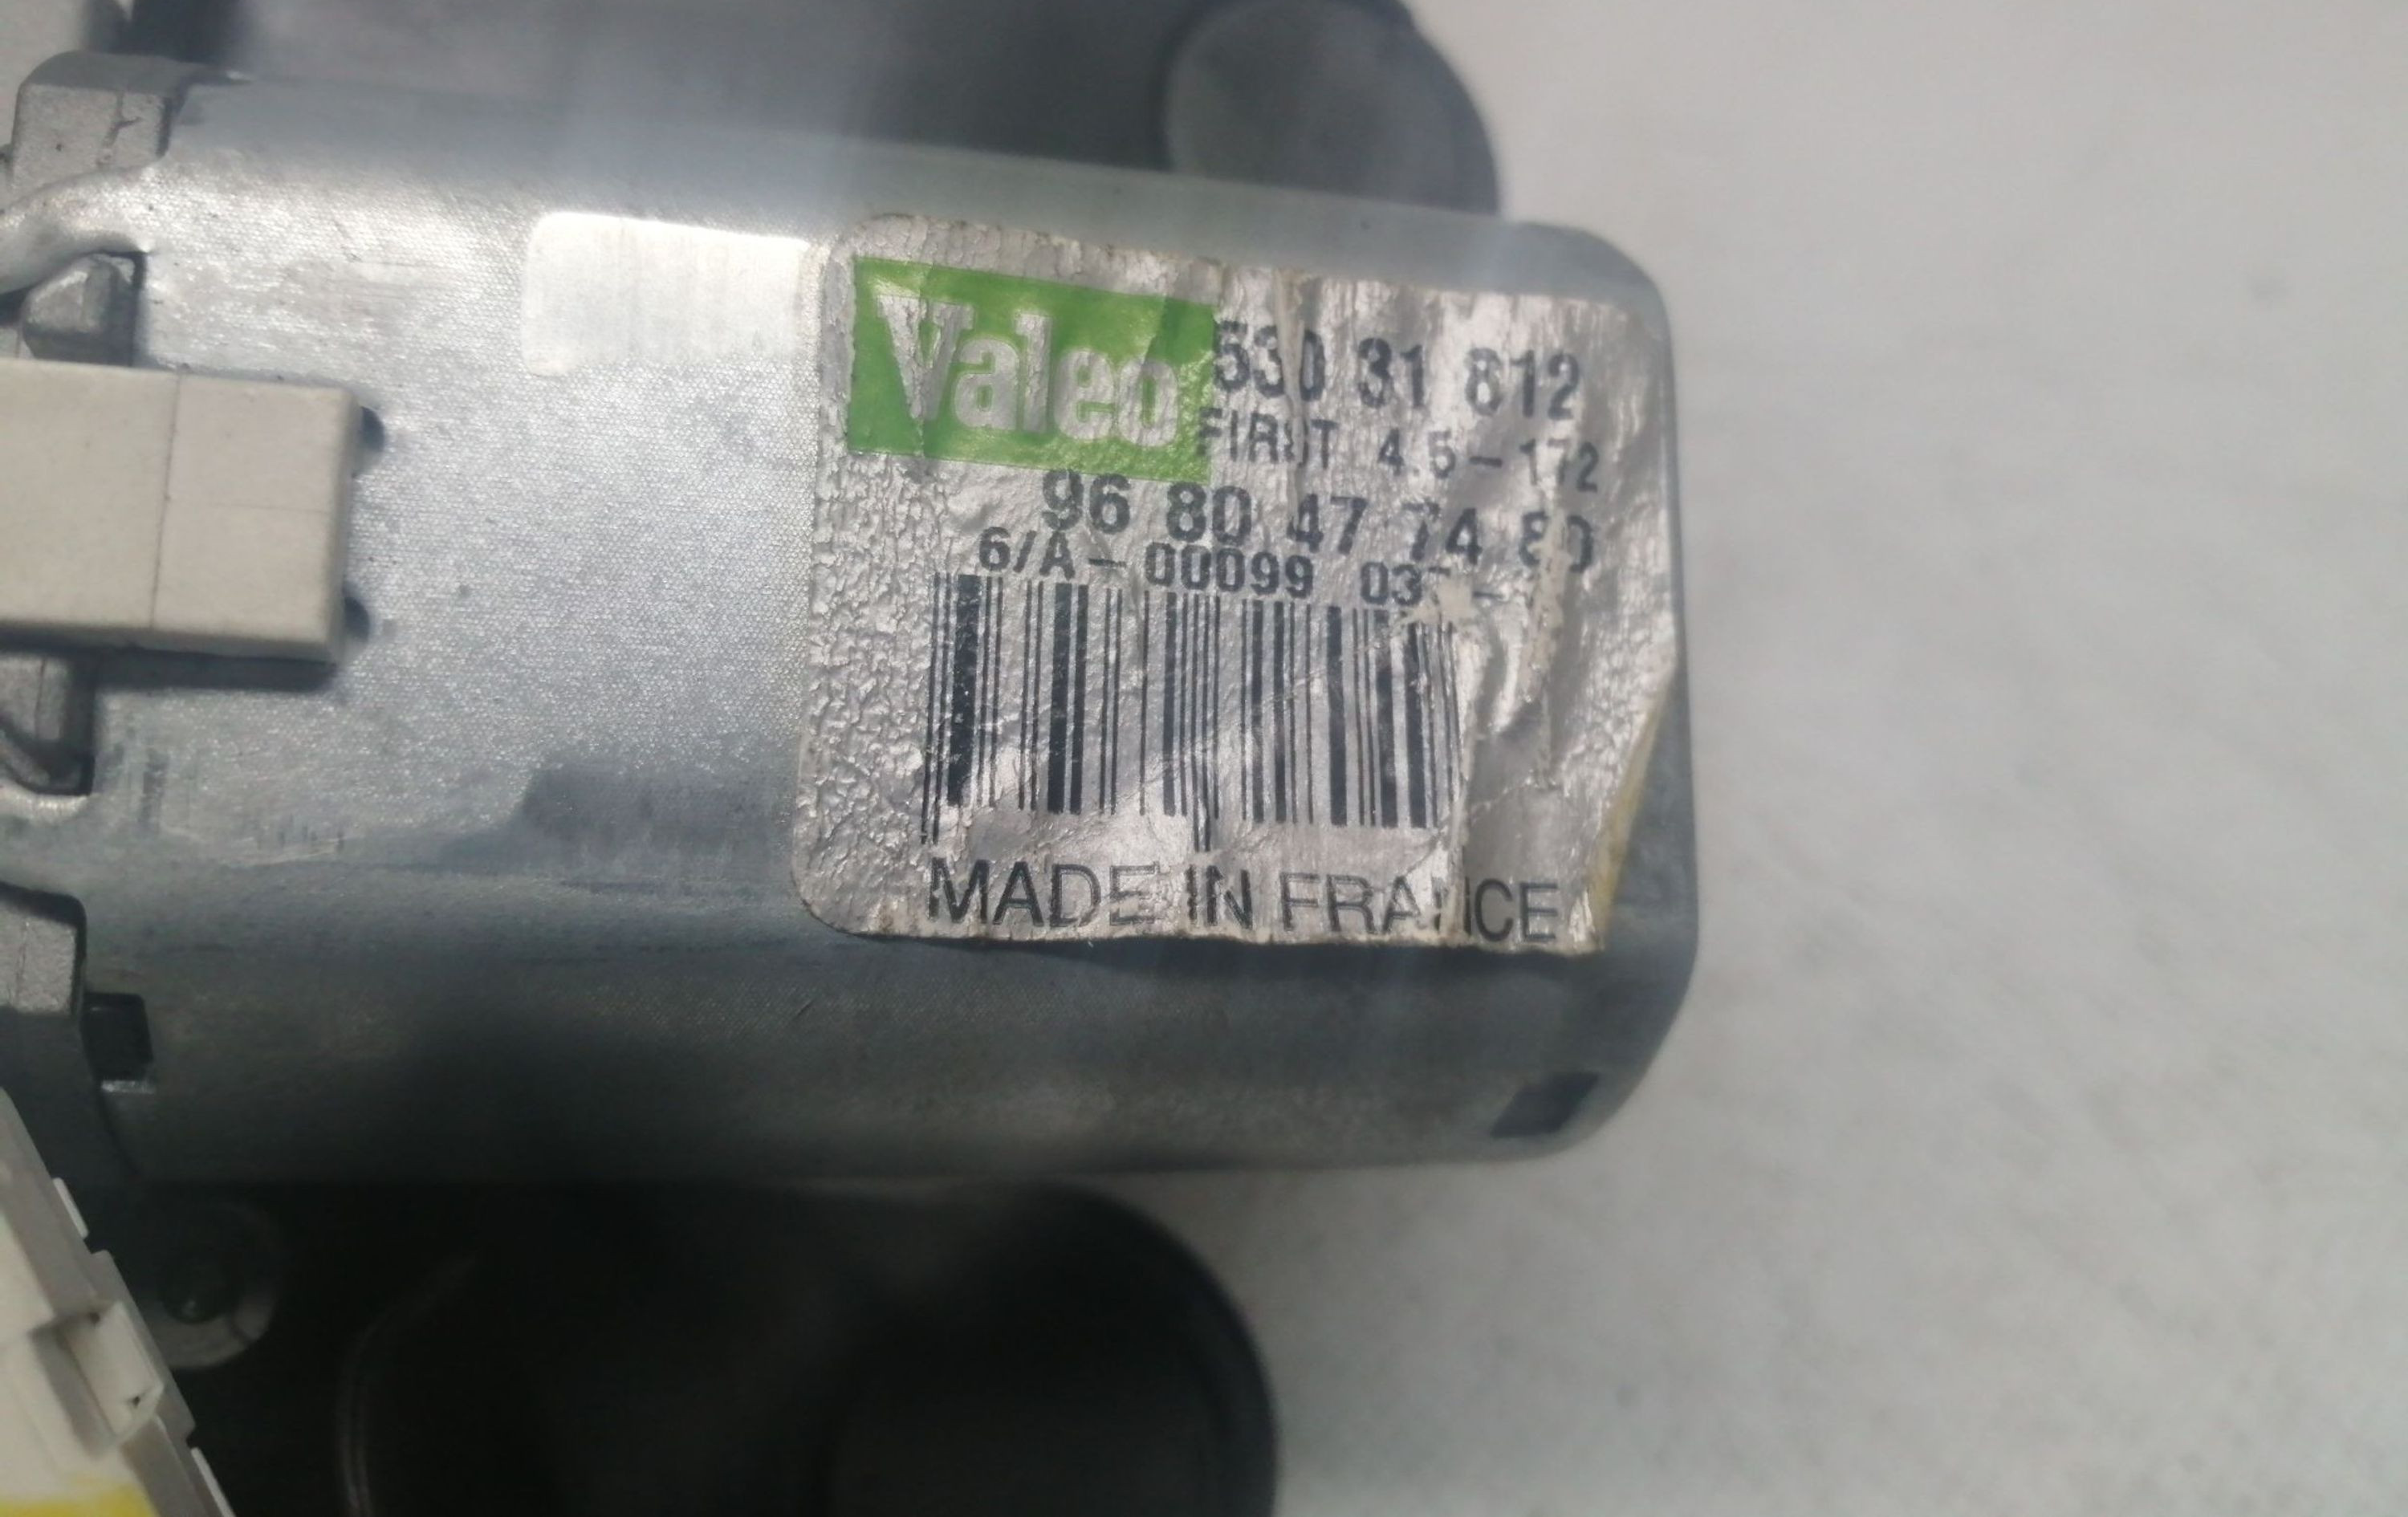 Valeo
530 31 812
FIRST 4.5-172
96 80 47 74 80
6/A- 00099
MADE IN FRANCE